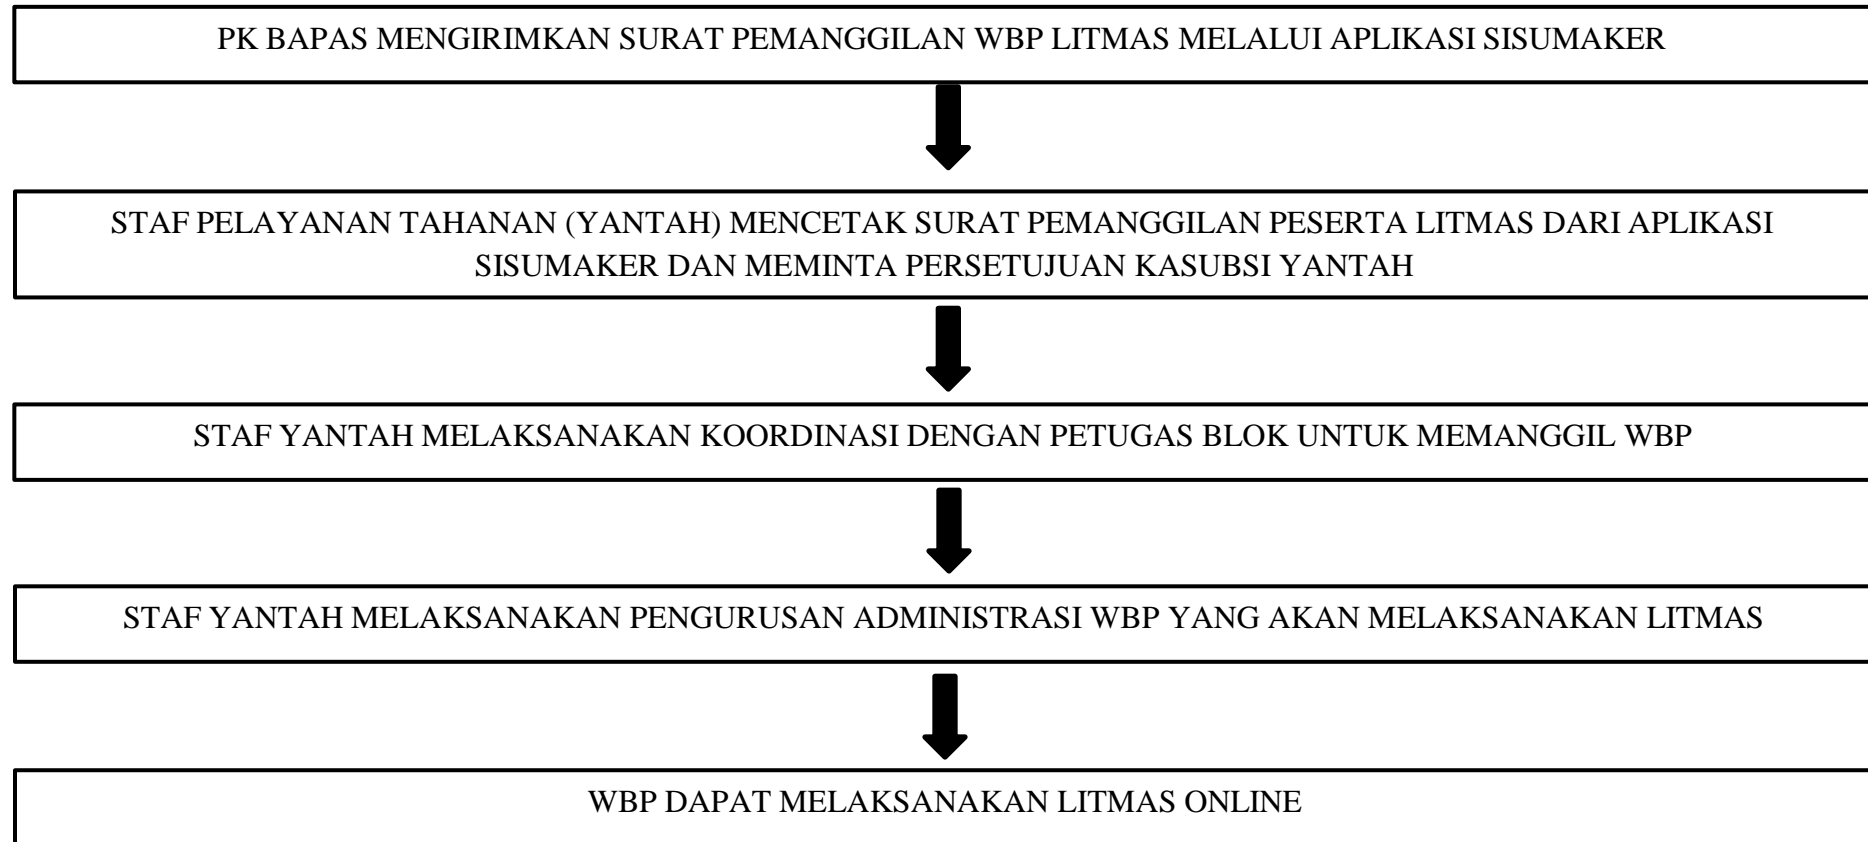 PK BAPAS MENGIRIMKAN SURAT PEMANGGILAN WBP LITMAS MELALUI APLIKASI SISUMAKER
STAF PELAYANAN TAHANAN (YANTAH) MENCETAK SURAT PEMANGGILAN PESERTA LITMAS DARI APLIKASI
SISUMAKER DAN MEMINTA PERSETUJUAN KASUBSI YANTAH
STAF YANTAH MELAKSANAKAN KOORDINASI DENGAN PETUGAS BLOK UNTUK MEMANGGIL WBP
STAF YANTAH MELAKSANAKAN PENGURUSAN ADMINISTRASI WBP YANG AKAN MELAKSANAKAN LITMAS
WBP DAPAT MELAKSANAKAN LITMAS ONLINE